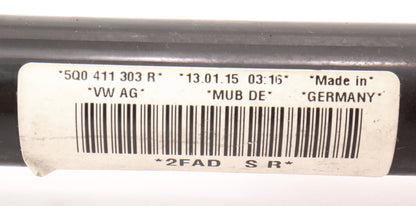 *5Q0 411 303 R* *13.01.15 03:16* *Made in*
*VW AG* *MUB DE* *GERMANY*
*2FAD S R*